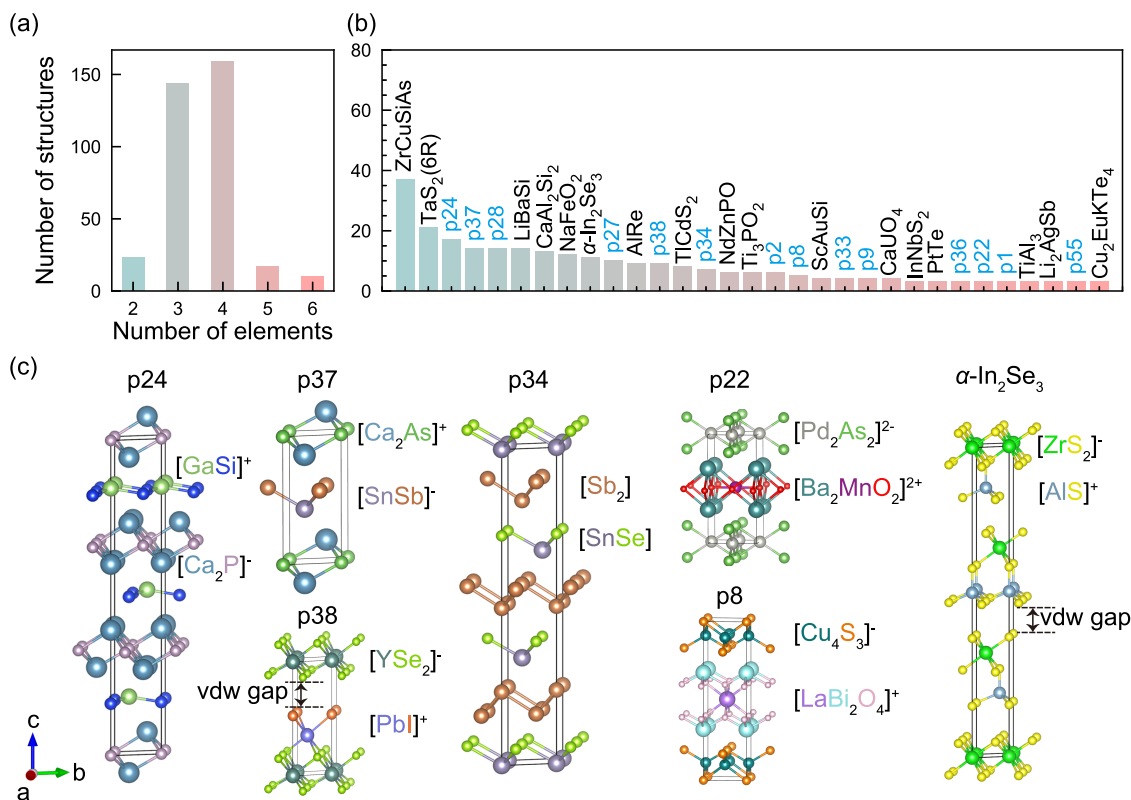 (a)
Number of structures
150
100
50
0
2 3 4 5 6
Number of elements
(b)
80
60
40
20
0
ZrCuSiAs
TaS₂(6R)
p24
p37
p28
LiBaSi
CaAl₂Si₂
NaFeO₂
α-In₂Se₃
p27
AlRe
p38
TlCdS₂
p34
NdZnPO
Ti₃PO₂
p2
p8
ScAuSi
p33
p9
CaUO₄
InNbS₂
PtTe
p36
p22
p1
TiAl₃
Li₂AgSb
p55
Cu₂EuKTe₄
(c)
p24
[GaSi]⁺
[Ca₂P]⁻
p37
[Ca₂As]⁺
[SnSb]⁻
p38
[YSe₂]⁻
vdw gap
[PbI]⁺
p34
[Sb₂]
[SnSe]
p22
[Pd₂As₂]²⁻
[Ba₂MnO₂]²⁺
p8
[Cu₄S₃]⁻
[LaBi₂O₄]⁺
α-In₂Se₃
[ZrS₂]⁻
[AlS]⁺
vdw gap
c
b
a